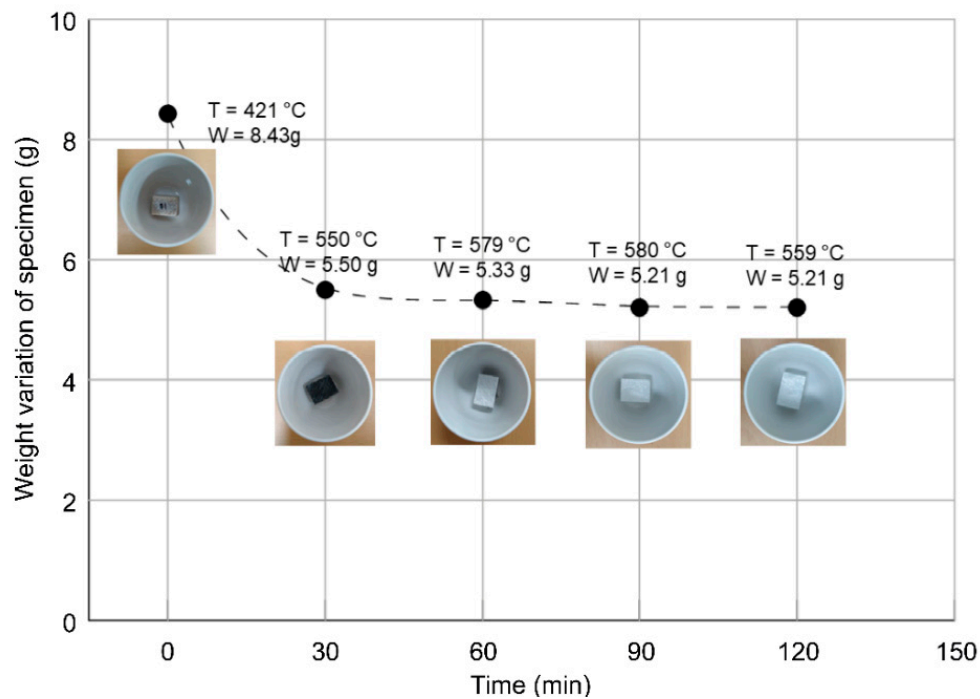 10
T = 421 °C
W = 8.43g
8
T = 550 °C
W = 5.50 g
T = 579 °C
W = 5.33 g
T = 580 °C
W = 5.21 g
T = 559 °C
W = 5.21 g
6
4
2
0
Weight variation of specimen (g)
0 30 60 90 120 150
Time (min)